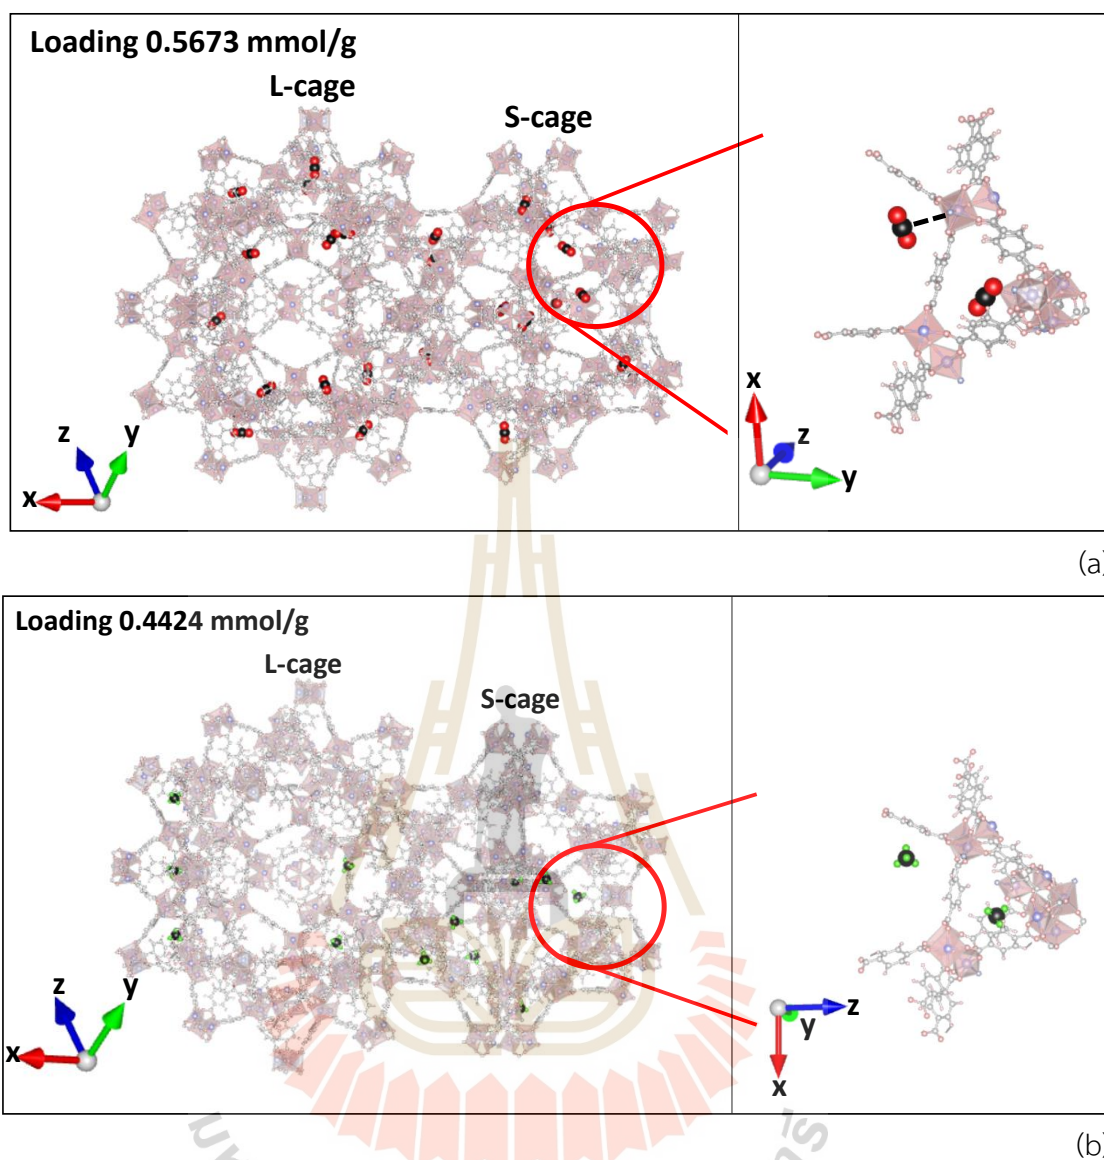 Loading 0.5673 mmol/g
L-cage
S-cage
z
y
x
x
z
y
(a)
Loading 0.4424 mmol/g
L-cage
S-cage
z
y
x
z
y
x
(b)